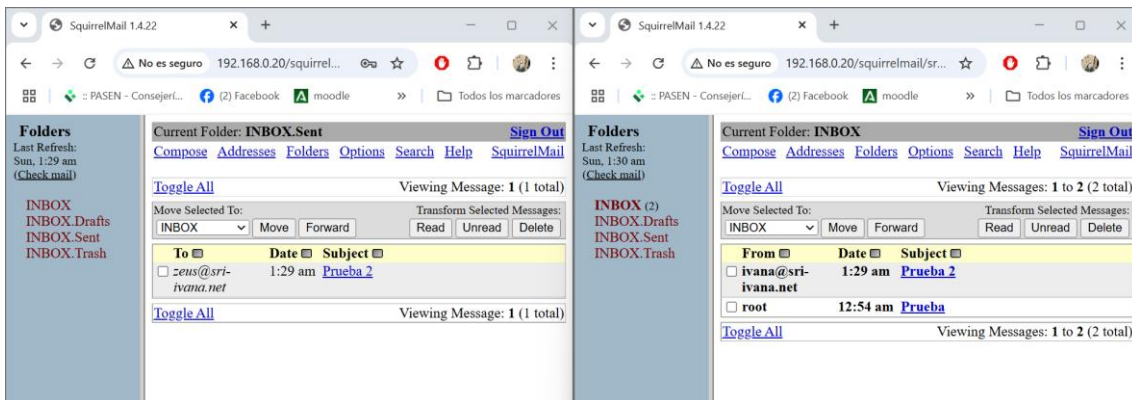 SquirrelMail 1.4.22
No es seguro 192.168.0.20/squirrel...
:: PASEN - Consejerí... (2) Facebook moodle » Todos los marcadores
Folders
Last Refresh:
Sun, 1:29 am
(Check mail)
INBOX
INBOX.Drafts
INBOX.Sent
INBOX.Trash
Current Folder: INBOX.Sent Sign Out
Compose Addresses Folders Options Search Help SquirrelMail
Toggle All Viewing Message: 1 (1 total)
Move Selected To: Transform Selected Messages:
INBOX Move Forward Read Unread Delete
To Date Subject
zeus@sri-
ivana.net 1:29 am Prueba 2
Toggle All Viewing Message: 1 (1 total)
SquirrelMail 1.4.22
No es seguro 192.168.0.20/squirrelmail/sr...
:: PASEN - Consejerí... (2) Facebook moodle » Todos los marcadores
Folders
Last Refresh:
Sun, 1:30 am
(Check mail)
INBOX (2)
INBOX.Drafts
INBOX.Sent
INBOX.Trash
Current Folder: INBOX Sign Out
Compose Addresses Folders Options Search Help SquirrelMail
Toggle All Viewing Messages: 1 to 2 (2 total)
Move Selected To: Transform Selected Messages:
INBOX Move Forward Read Unread Delete
From Date Subject
ivana@sri-
ivana.net 1:29 am Prueba 2
root 12:54 am Prueba
Toggle All Viewing Messages: 1 to 2 (2 total)